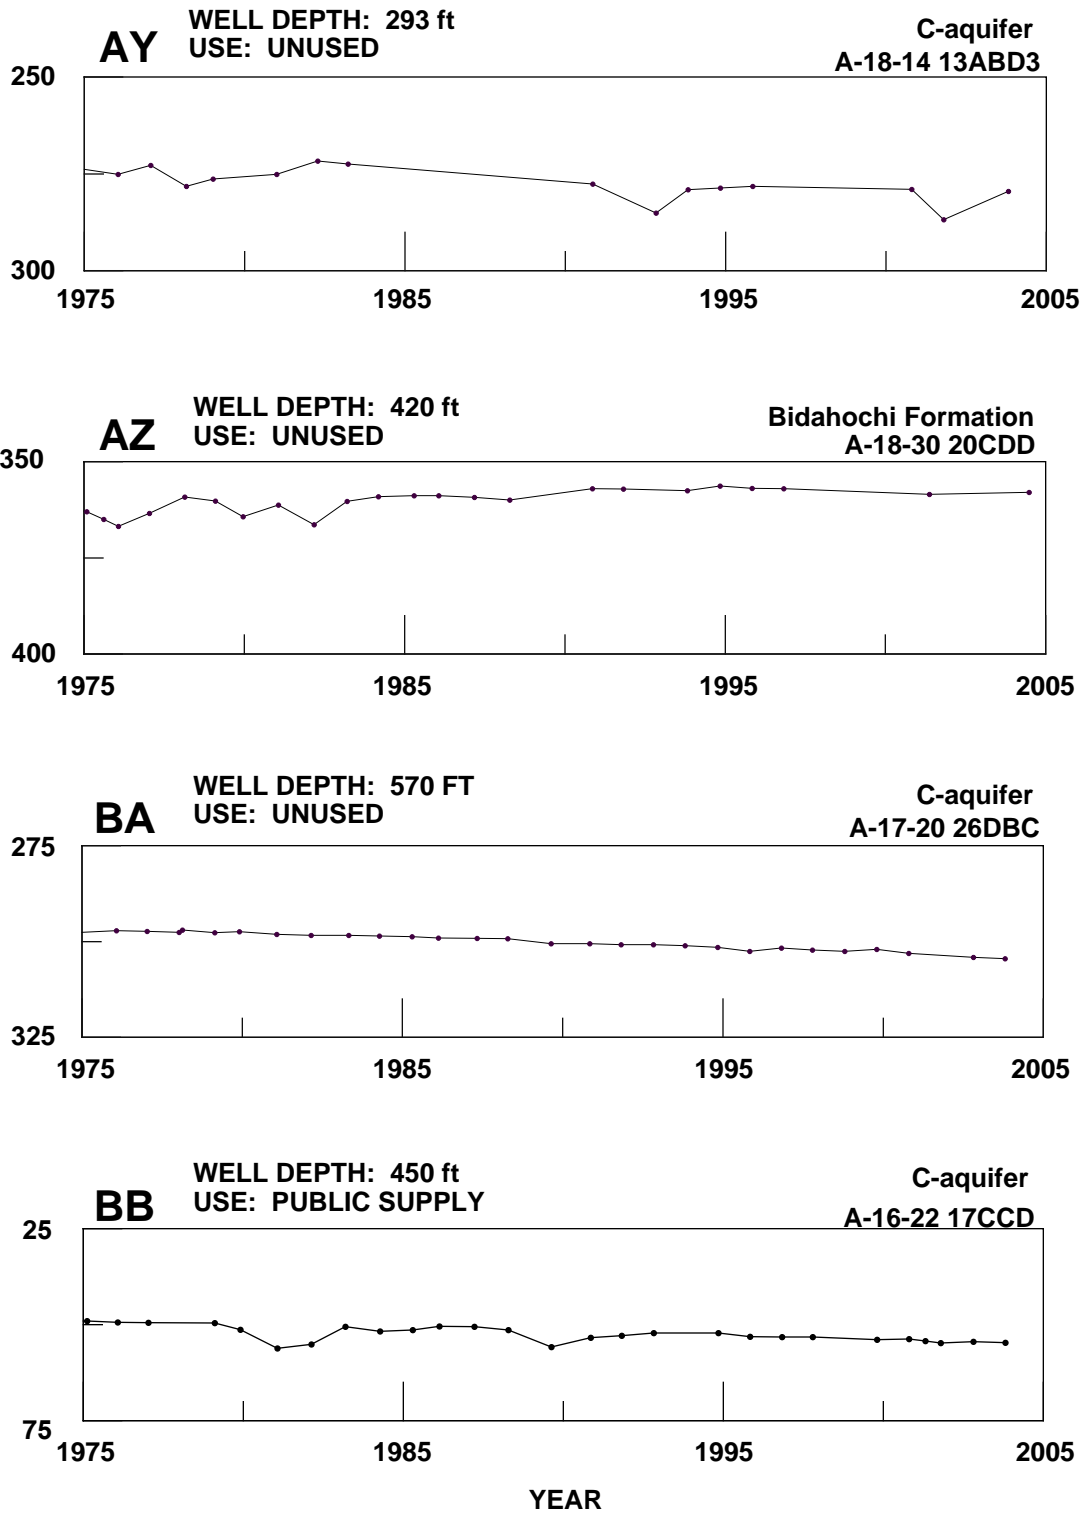 AY
WELL DEPTH: 293 ft
USE: UNUSED
C-aquifer
A-18-14 13ABD3
250
300
1975 1985 1995 2005
AZ
WELL DEPTH: 420 ft
USE: UNUSED
Bidahochi Formation
A-18-30 20CDD
350
400
1975 1985 1995 2005
BA
WELL DEPTH: 570 FT
USE: UNUSED
C-aquifer
A-17-20 26DBC
275
325
1975 1985 1995 2005
BB
WELL DEPTH: 450 ft
USE: PUBLIC SUPPLY
C-aquifer
A-16-22 17CCD
25
75
1975 1985 1995 2005
YEAR